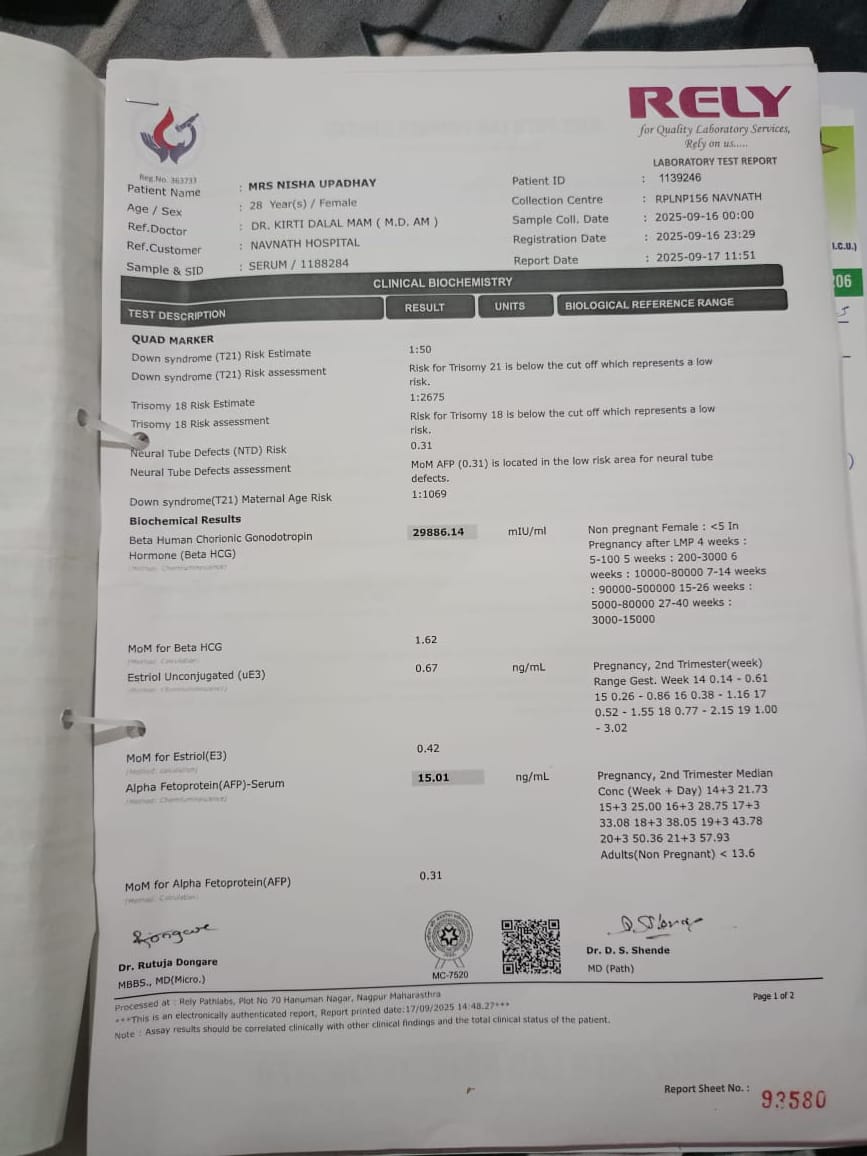 RELY
for Quality Laboratory Services,
Rely on us.....
LABORATORY TEST REPORT
Reg.No. 363733
Patient Name : MRS NISHA UPADHAY
Age / Sex : 28 Year(s) / Female
Ref.Doctor : DR. KIRTI DALAL MAM ( M.D. AM )
Ref.Customer : NAVNATH HOSPITAL
Sample & SID : SERUM / 1188284
Patient ID : 1139246
Collection Centre : RPLNP156 NAVNATH
Sample Coll. Date : 2025-09-16 00:00
Registration Date : 2025-09-16 23:29
Report Date : 2025-09-17 11:51
CLINICAL BIOCHEMISTRY
TEST DESCRIPTION RESULT UNITS BIOLOGICAL REFERENCE RANGE
QUAD MARKER
Down syndrome (T21) Risk Estimate 1:50
Down syndrome (T21) Risk assessment Risk for Trisomy 21 is below the cut off which represents a low
risk.
Trisomy 18 Risk Estimate 1:2675
Trisomy 18 Risk assessment Risk for Trisomy 18 is below the cut off which represents a low
risk.
Neural Tube Defects (NTD) Risk 0.31
Neural Tube Defects assessment MoM AFP (0.31) is located in the low risk area for neural tube
defects.
Down syndrome(T21) Maternal Age Risk 1:1069
Biochemical Results
Beta Human Chorionic Gonodotropin 29886.14 mIU/ml Non pregnant Female : <5 In
Hormone (Beta HCG) Pregnancy after LMP 4 weeks :
(Method: Chemiluminescence) 5-100 5 weeks : 200-3000 6
weeks : 10000-80000 7-14 weeks
: 90000-500000 15-26 weeks :
5000-80000 27-40 weeks :
3000-15000
MoM for Beta HCG 1.62
(Method: Calculation)
Estriol Unconjugated (uE3) 0.67 ng/mL Pregnancy, 2nd Trimester(week)
(Method: Chemiluminescence) Range Gest. Week 14 0.14 - 0.61
15 0.26 - 0.86 16 0.38 - 1.16 17
0.52 - 1.55 18 0.77 - 2.15 19 1.00
- 3.02
MoM for Estriol(E3) 0.42
(Method: calculation)
Alpha Fetoprotein(AFP)-Serum 15.01 ng/mL Pregnancy, 2nd Trimester Median
(Method: Chemiluminescence) Conc (Week + Day) 14+3 21.73
15+3 25.00 16+3 28.75 17+3
33.08 18+3 38.05 19+3 43.78
20+3 50.36 21+3 57.93
Adults(Non Pregnant) < 13.6
MoM for Alpha Fetoprotein(AFP) 0.31
(Method: Calculation)
Dr. Rutuja Dongare
MBBS., MD(Micro.)
MC-7520
Dr. D. S. Shende
MD (Path)
Processed at : Rely Pathlabs, Plot No 70 Hanuman Nagar, Nagpur Maharasthra
***This is an electronically authenticated report, Report printed date:17/09/2025 14:48.27***
Note : Assay results should be correlated clinically with other clinical findings and the total clinical status of the patient.
Page 1 of 2
Report Sheet No. : 93580
I.C.U.)
06